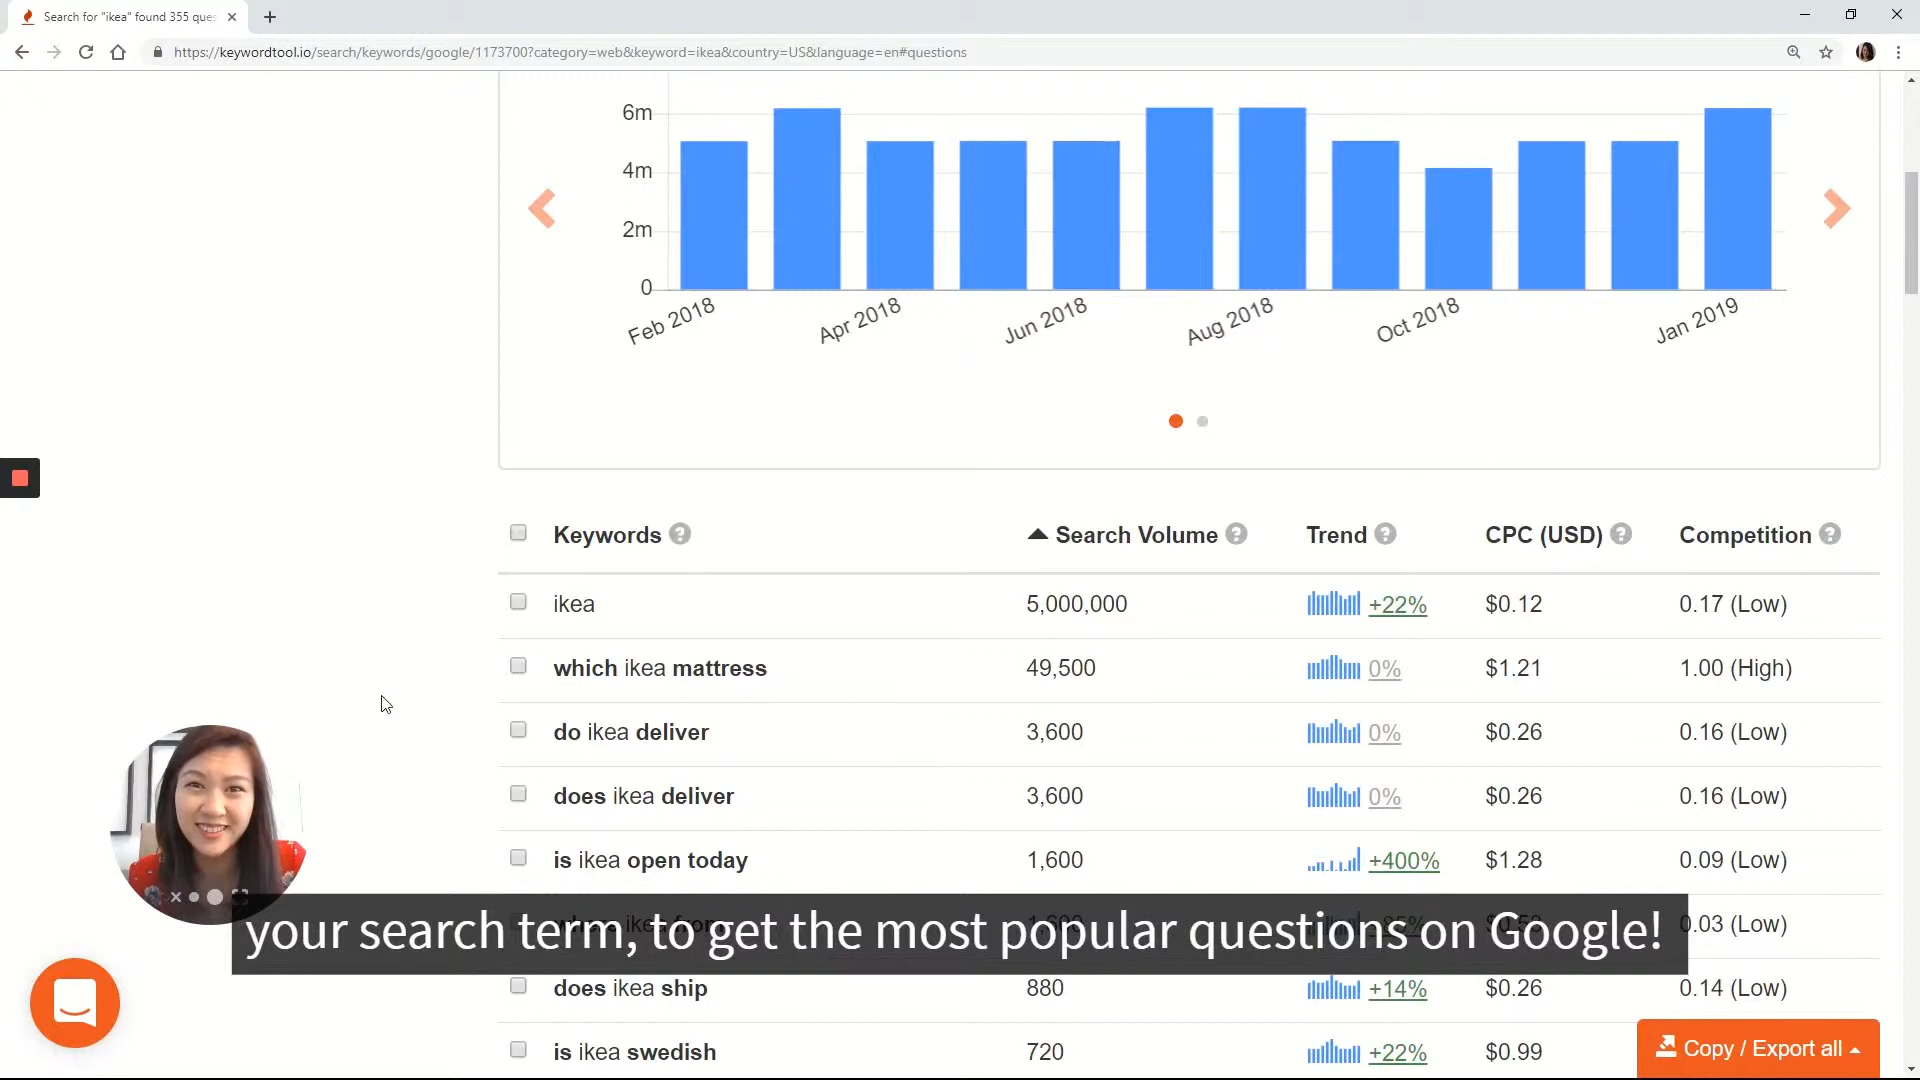 Search for "ikea" found 355 ques
https://keywordtool.io/search/keywords/google/1173700?category=web&keyword=ikea&country=US&language=en#questions
6m
4m
2m
0
Feb 2018
Apr 2018
Jun 2018
Aug 2018
Oct 2018
Jan 2019
Keywords ? Search Volume ? Trend ? CPC (USD) ? Competition ?
ikea 5,000,000 +22% $0.12 0.17 (Low)
which ikea mattress 49,500 0% $1.21 1.00 (High)
do ikea deliver 3,600 0% $0.26 0.16 (Low)
does ikea deliver 3,600 0% $0.26 0.16 (Low)
is ikea open today 1,600 +400% $1.28 0.09 (Low)
where ikea from 0.03 (Low)
your search term, to get the most popular questions on Google!
does ikea ship 880 +14% $0.26 0.14 (Low)
is ikea swedish 720 +22% $0.99
Copy / Export all